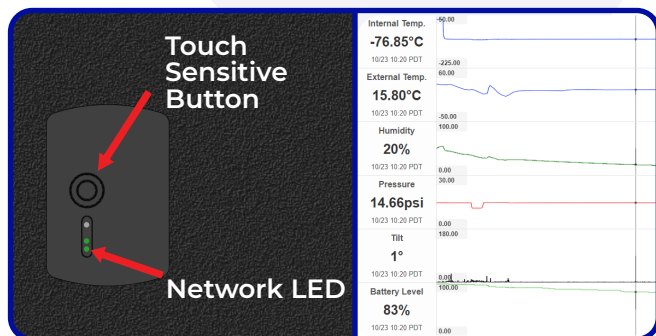 Touch
Sensitive
Button
Network LED
Internal Temp.
-76.85°C
10/23 10:20 PDT
50.00
-225.00
External Temp.
15.80°C
10/23 10:20 PDT
60.00
-50.00
Humidity
20%
10/23 10:20 PDT
100.00
0.00
Pressure
14.66psi
10/23 10:20 PDT
30.00
0.00
Tilt
1°
10/23 10:20 PDT
180.00
0.00
Battery Level
83%
10/23 10:20 PDT
100.00
0.00